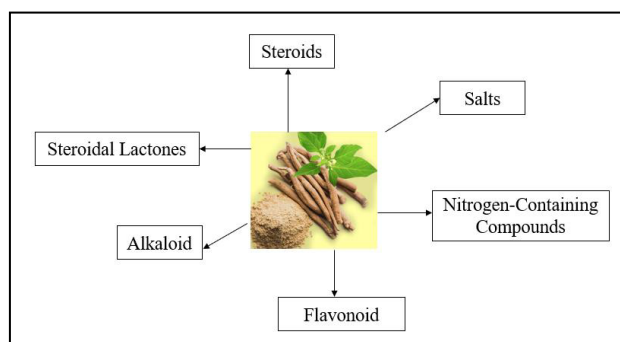 Steroids
Salts
Steroidal Lactones
Nitrogen-Containing
Compounds
Alkaloid
Flavonoid